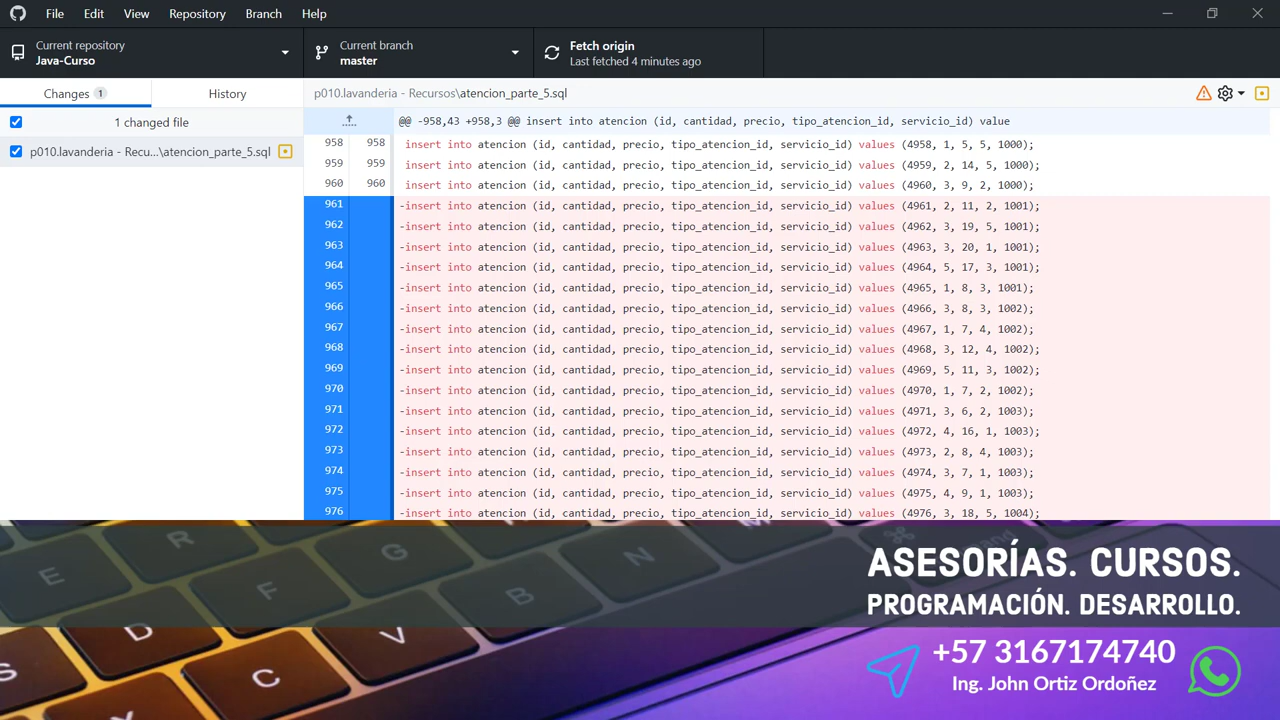 File Edit View Repository Branch Help
Current repository
Java-Curso
Current branch
master
Fetch origin
Last fetched 4 minutes ago
Changes 1
History
p010.lavanderia - Recursos\atencion_parte_5.sql
1 changed file
p010.lavanderia - Recu...\atencion_parte_5.sql
@@ -958,43 +958,3 @@ insert into atencion (id, cantidad, precio, tipo_atencion_id, servicio_id) value
958 958 insert into atencion (id, cantidad, precio, tipo_atencion_id, servicio_id) values (4958, 1, 5, 5, 1000);
959 959 insert into atencion (id, cantidad, precio, tipo_atencion_id, servicio_id) values (4959, 2, 14, 5, 1000);
960 960 insert into atencion (id, cantidad, precio, tipo_atencion_id, servicio_id) values (4960, 3, 9, 2, 1000);
961 -insert into atencion (id, cantidad, precio, tipo_atencion_id, servicio_id) values (4961, 2, 11, 2, 1001);
962 -insert into atencion (id, cantidad, precio, tipo_atencion_id, servicio_id) values (4962, 3, 19, 5, 1001);
963 -insert into atencion (id, cantidad, precio, tipo_atencion_id, servicio_id) values (4963, 3, 20, 1, 1001);
964 -insert into atencion (id, cantidad, precio, tipo_atencion_id, servicio_id) values (4964, 5, 17, 3, 1001);
965 -insert into atencion (id, cantidad, precio, tipo_atencion_id, servicio_id) values (4965, 1, 8, 3, 1001);
966 -insert into atencion (id, cantidad, precio, tipo_atencion_id, servicio_id) values (4966, 3, 8, 3, 1002);
967 -insert into atencion (id, cantidad, precio, tipo_atencion_id, servicio_id) values (4967, 1, 7, 4, 1002);
968 -insert into atencion (id, cantidad, precio, tipo_atencion_id, servicio_id) values (4968, 3, 12, 4, 1002);
969 -insert into atencion (id, cantidad, precio, tipo_atencion_id, servicio_id) values (4969, 5, 11, 3, 1002);
970 -insert into atencion (id, cantidad, precio, tipo_atencion_id, servicio_id) values (4970, 1, 7, 2, 1002);
971 -insert into atencion (id, cantidad, precio, tipo_atencion_id, servicio_id) values (4971, 3, 6, 2, 1003);
972 -insert into atencion (id, cantidad, precio, tipo_atencion_id, servicio_id) values (4972, 4, 16, 1, 1003);
973 -insert into atencion (id, cantidad, precio, tipo_atencion_id, servicio_id) values (4973, 2, 8, 4, 1003);
974 -insert into atencion (id, cantidad, precio, tipo_atencion_id, servicio_id) values (4974, 3, 7, 1, 1003);
975 -insert into atencion (id, cantidad, precio, tipo_atencion_id, servicio_id) values (4975, 4, 9, 1, 1003);
976 -insert into atencion (id, cantidad, precio, tipo_atencion_id, servicio_id) values (4976, 3, 18, 5, 1004);
E R
F G
B N
D
C V
S
ASESORÍAS. CURSOS.
PROGRAMACIÓN. DESARROLLO.
+57 3167174740
Ing. John Ortiz Ordoñez